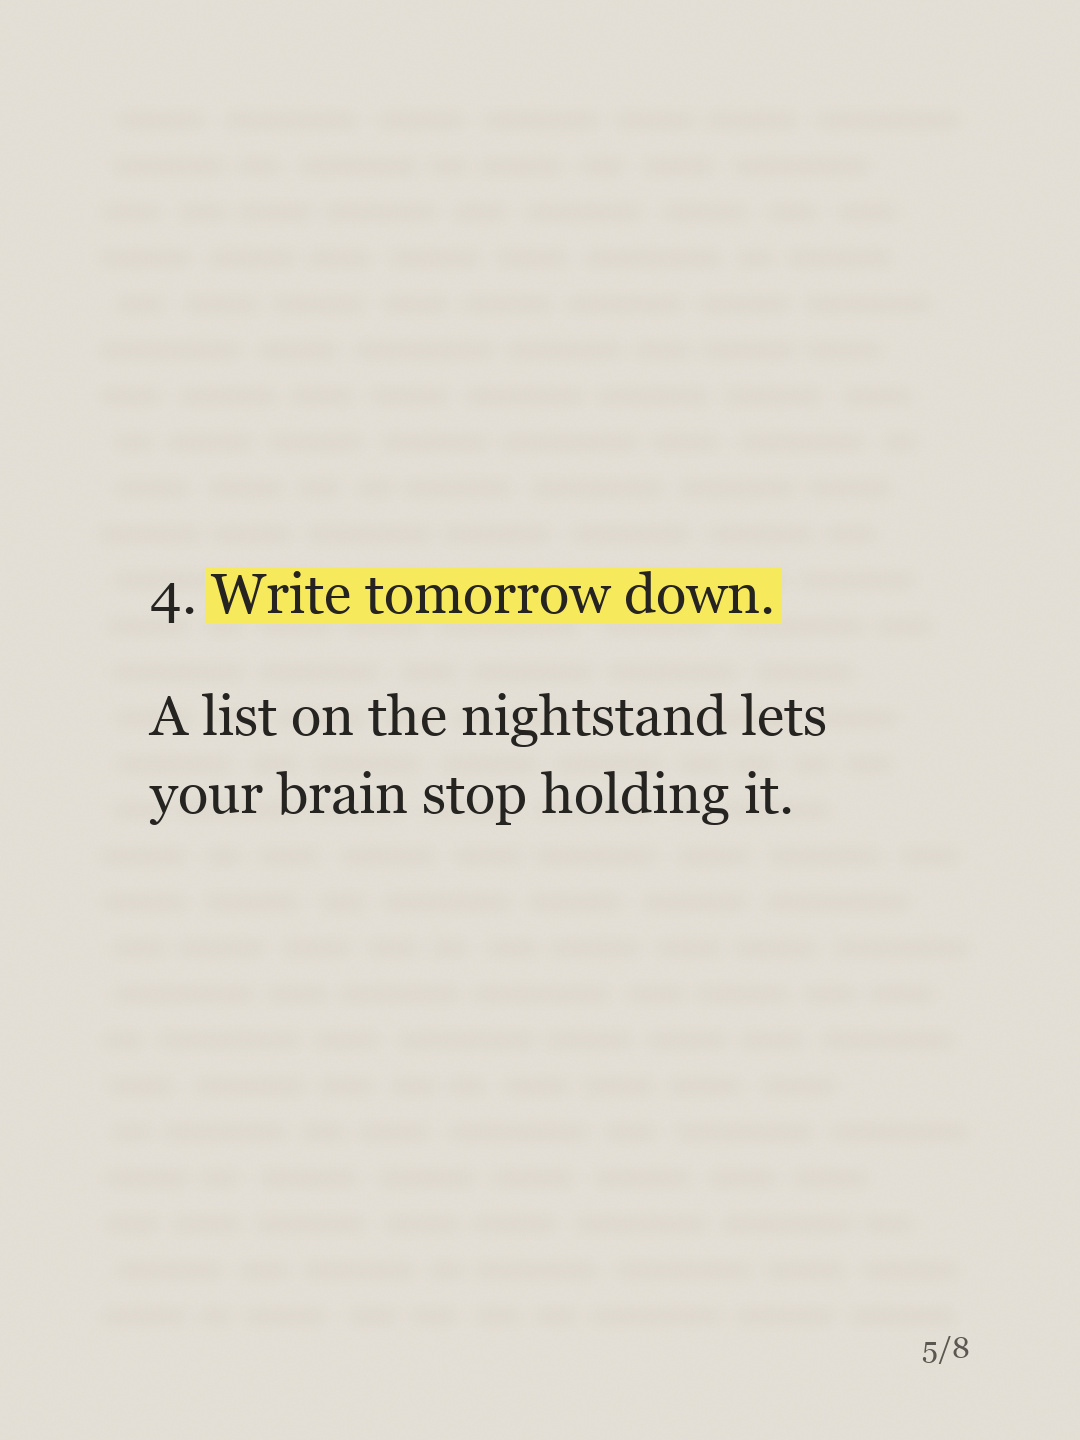 4. Write tomorrow down.
A list on the nightstand lets
your brain stop holding it.
5/8